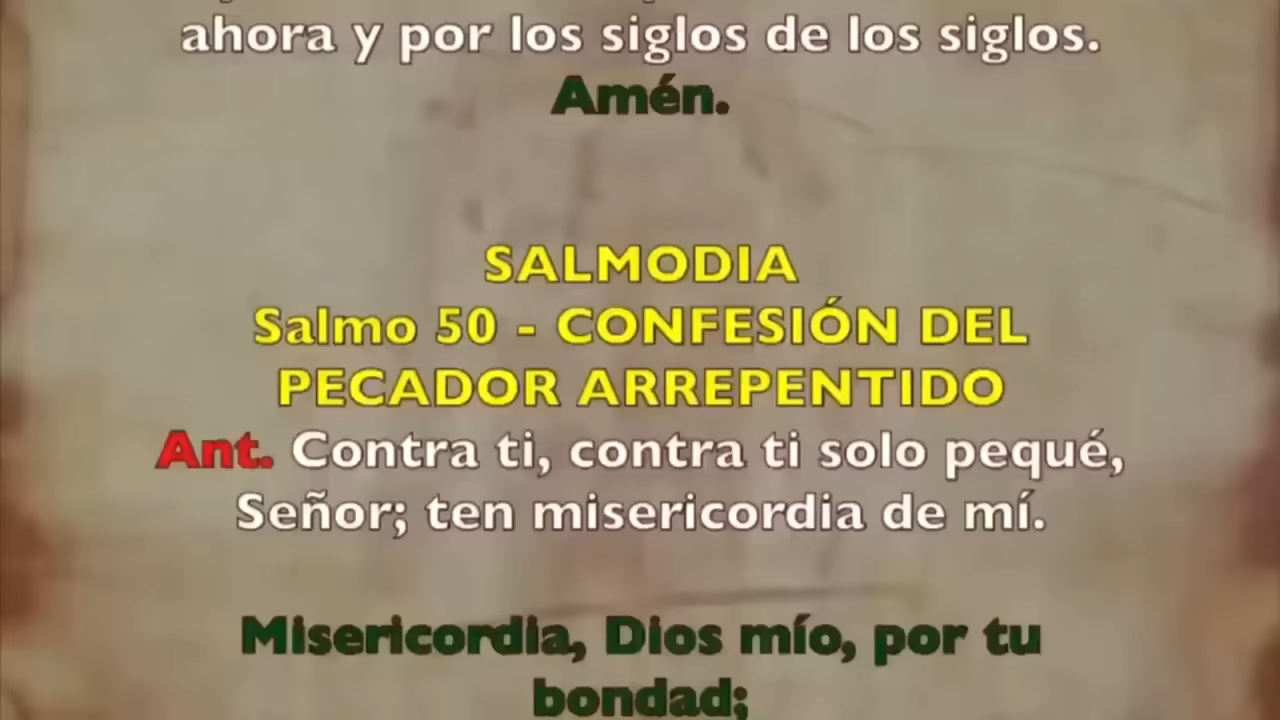 ahora y por los siglos de los siglos.
Amén.
SALMODIA
Salmo 50 - CONFESIÓN DEL
PECADOR ARREPENTIDO
Ant. Contra ti, contra ti solo pequé,
Señor; ten misericordia de mí.
Misericordia, Dios mío, por tu
bondad;